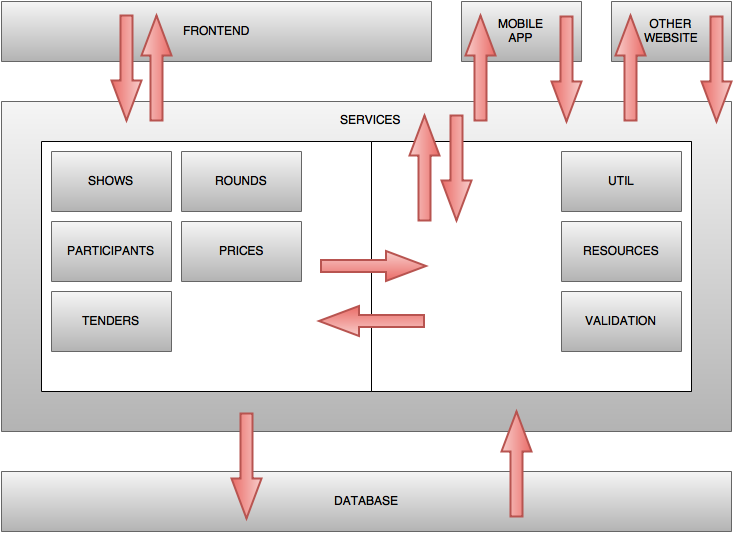 FRONTEND
MOBILE
APP
OTHER
WEBSITE
SERVICES
SHOWS
ROUNDS
UTIL
PARTICIPANTS
PRICES
RESOURCES
TENDERS
VALIDATION
DATABASE